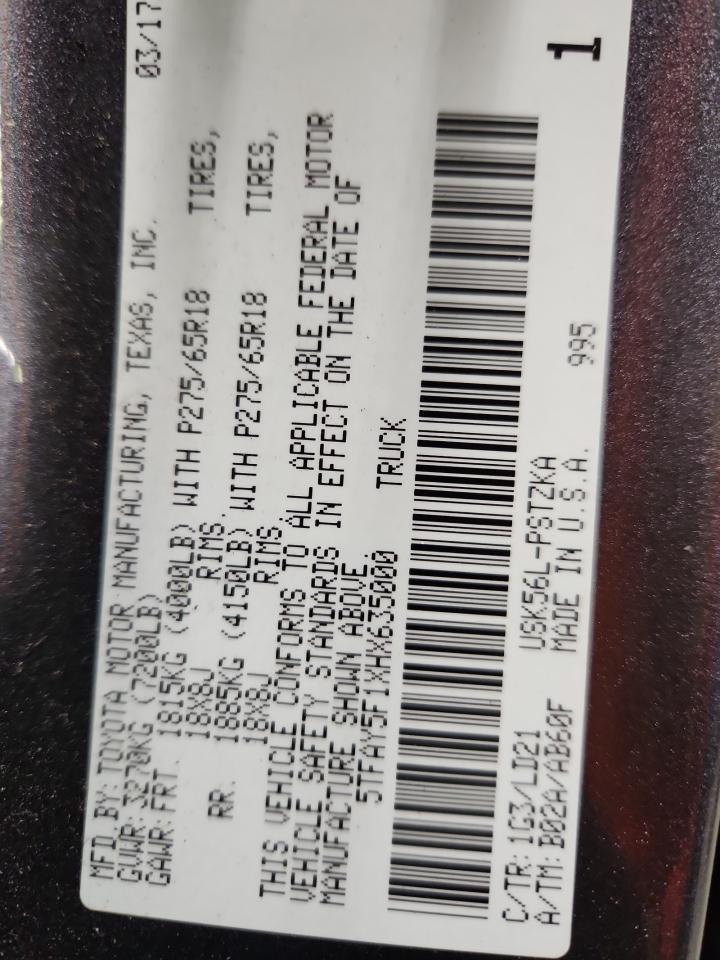 MFD BY: TOYOTA MOTOR MANUFACTURING, TEXAS, INC. 03/17
GVWR: 3270KG (7200LB)
GAWR: FRT. 1815KG (4000LB) WITH P275/65R18 TIRES,
18X8J RIMS,
RR. 1885KG (4150LB) WITH P275/65R18 TIRES,
18X8J RIMS
THIS VEHICLE CONFORMS TO ALL APPLICABLE FEDERAL MOTOR
VEHICLE SAFETY STANDARDS IN EFFECT ON THE DATE OF
MANUFACTURE SHOWN ABOVE.
5TFAY5F1XHX635000 TRUCK
1
C/TR: 1G3/LD21 USK56L-PSTZKA 995
A/TM: B02A/AB60F MADE IN U.S.A.